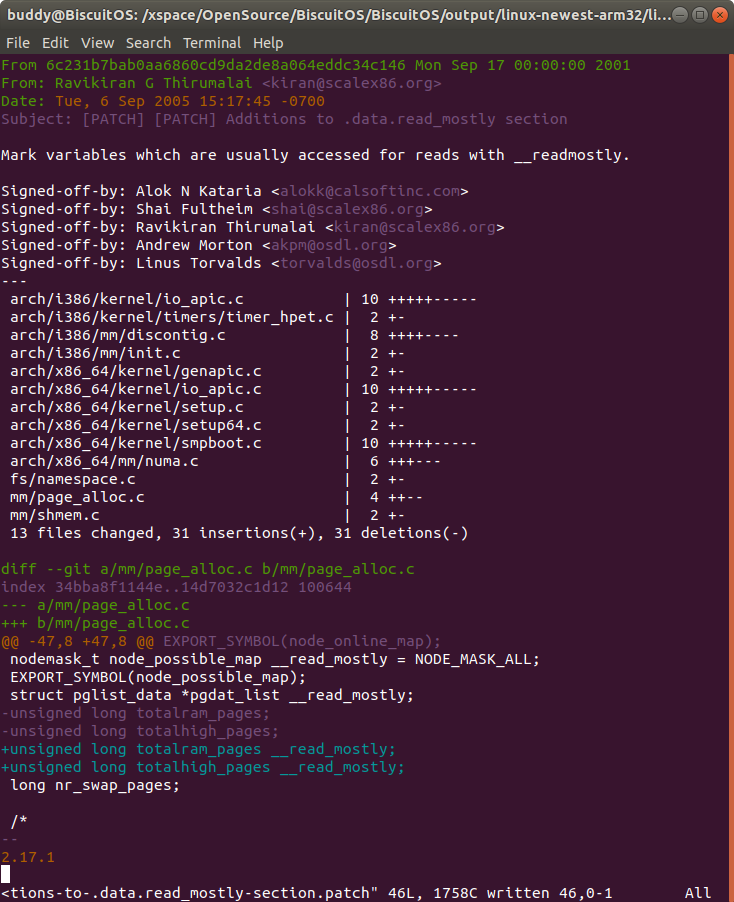 buddy@BiscuitOS: /xspace/OpenSource/BiscuitOS/BiscuitOS/output/linux-newest-arm32/li...
File Edit View Search Terminal Help
From 6c231b7bab0aa6860cd9da2de8a064eddc34c146 Mon Sep 17 00:00:00 2001
From: Ravikiran G Thirumalai <kiran@scalex86.org>
Date: Tue, 6 Sep 2005 15:17:45 -0700
Subject: [PATCH] [PATCH] Additions to .data.read_mostly section

Mark variables which are usually accessed for reads with __readmostly.

Signed-off-by: Alok N Kataria <alokk@calsoftinc.com>
Signed-off-by: Shai Fultheim <shai@scalex86.org>
Signed-off-by: Ravikiran Thirumalai <kiran@scalex86.org>
Signed-off-by: Andrew Morton <akpm@osdl.org>
Signed-off-by: Linus Torvalds <torvalds@osdl.org>
---
 arch/i386/kernel/io_apic.c           | 10 +++++-----
 arch/i386/kernel/timers/timer_hpet.c |  2 +-
 arch/i386/mm/discontig.c             |  8 ++++----
 arch/i386/mm/init.c                  |  2 +-
 arch/x86_64/kernel/genapic.c         |  2 +-
 arch/x86_64/kernel/io_apic.c         | 10 +++++-----
 arch/x86_64/kernel/setup.c           |  2 +-
 arch/x86_64/kernel/setup64.c         |  2 +-
 arch/x86_64/kernel/smpboot.c         | 10 +++++-----
 arch/x86_64/mm/numa.c                |  6 +++---
 fs/namespace.c                       |  2 +-
 mm/page_alloc.c                      |  4 ++--
 mm/shmem.c                           |  2 +-
 13 files changed, 31 insertions(+), 31 deletions(-)

diff --git a/mm/page_alloc.c b/mm/page_alloc.c
index 34bba8f1144e..14d7032c1d12 100644
--- a/mm/page_alloc.c
+++ b/mm/page_alloc.c
@@ -47,8 +47,8 @@ EXPORT_SYMBOL(node_online_map);
 nodemask_t node_possible_map __read_mostly = NODE_MASK_ALL;
 EXPORT_SYMBOL(node_possible_map);
 struct pglist_data *pgdat_list __read_mostly;
-unsigned long totalram_pages;
-unsigned long totalhigh_pages;
+unsigned long totalram_pages __read_mostly;
+unsigned long totalhigh_pages __read_mostly;
 long nr_swap_pages;

 /*
--
2.17.1

<tions-to-.data.read_mostly-section.patch" 46L, 1758C written 46,0-1 All